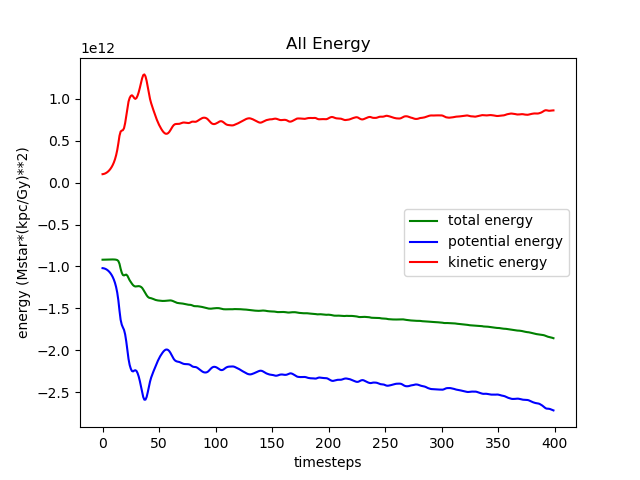 All Energy
1e12
1.0
0.5
0.0
−0.5
−1.0
−1.5
−2.0
−2.5
energy (Mstar*(kpc/Gy)**2)
total energy
potential energy
kinetic energy
0 50 100 150 200 250 300 350 400
timesteps